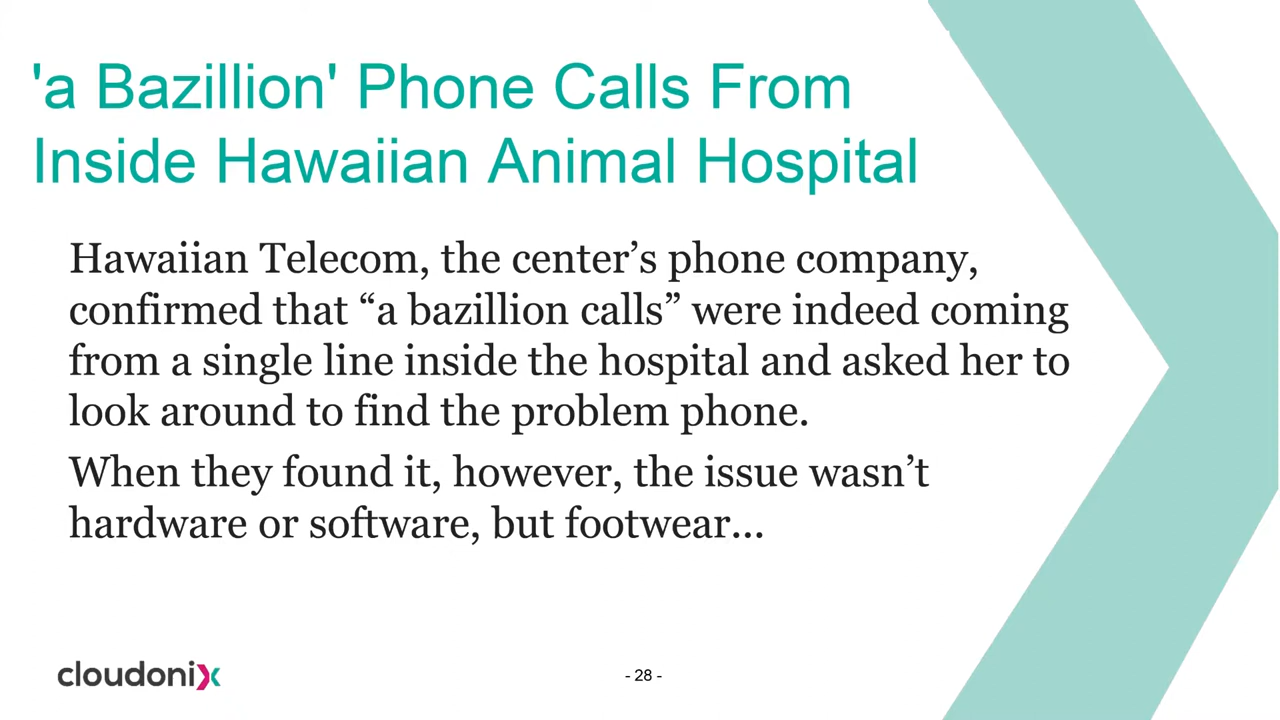 'a Bazillion' Phone Calls From
Inside Hawaiian Animal Hospital
Hawaiian Telecom, the center’s phone company,
confirmed that “a bazillion calls” were indeed coming
from a single line inside the hospital and asked her to
look around to find the problem phone.
When they found it, however, the issue wasn’t
hardware or software, but footwear...
cloudonix
- 28 -